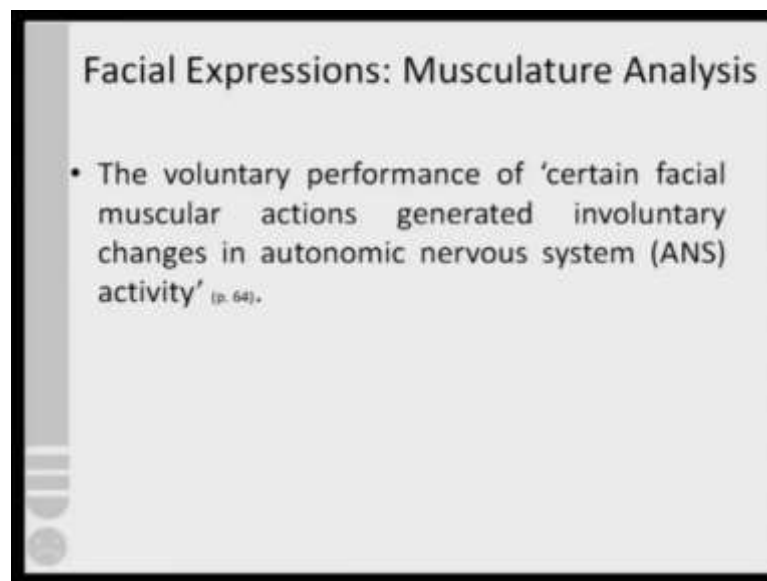 Facial Expressions: Musculature Analysis
• The voluntary performance of ‘certain facial
muscular actions generated involuntary
changes in autonomic nervous system (ANS)
activity’ (p. 64).